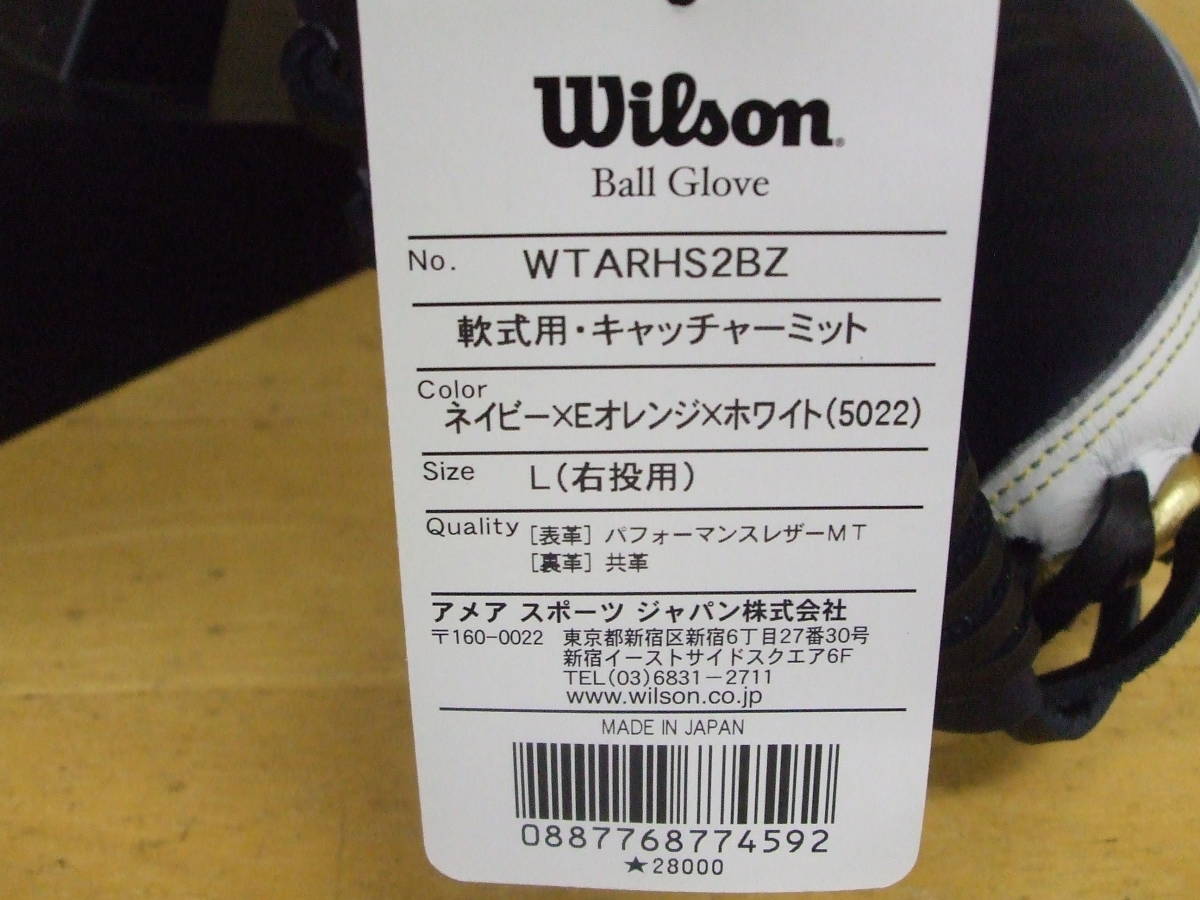 Wilson®
Ball Glove
No. WTARHS2BZ
軟式用・キャッチャーミット
Color
ネイビー×Eオレンジ×ホワイト(5022)
Size L(右投用)
Quality [表革] パフォーマンスレザーMT
[裏革] 共革
アメア スポーツ ジャパン株式会社
〒160-0022 東京都新宿区新宿6丁目27番30号
新宿イーストサイドスクエア6F
TEL(03)6831-2711
www.wilson.co.jp
MADE IN JAPAN
0887768774592
★28000